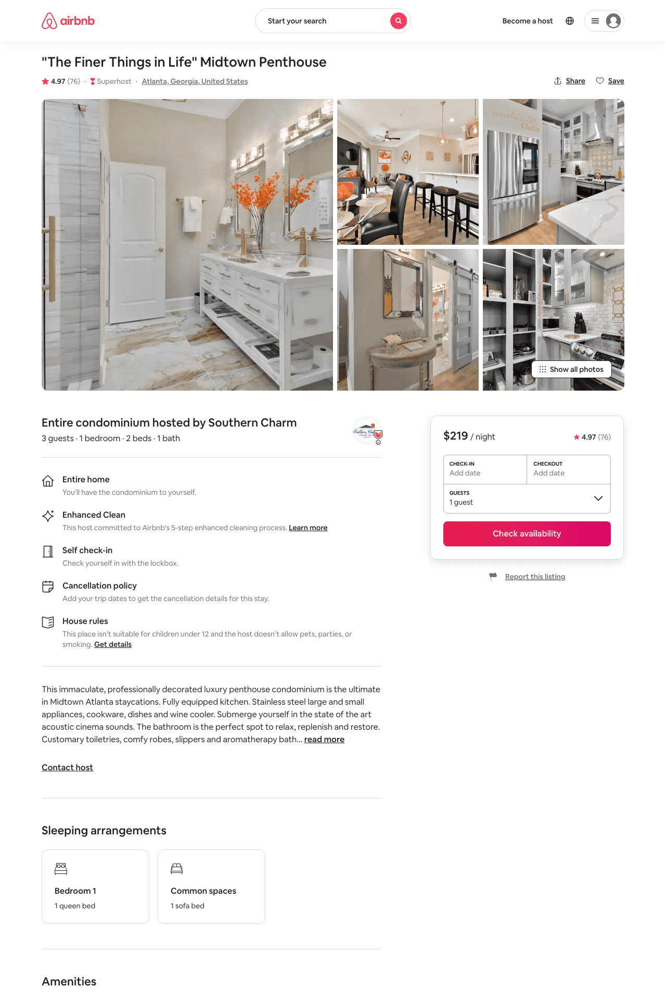 airbnb
Start your search
Become a host
"The Finer Things in Life" Midtown Penthouse
4.97 (76) · Superhost · Atlanta, Georgia, United States
Share
Save
Southern
Charm
Show all photos
Entire condominium hosted by Southern Charm
3 guests · 1 bedroom · 2 beds · 1 bath
Entire home
You’ll have the condominium to yourself.
Enhanced Clean
This host committed to Airbnb's 5-step enhanced cleaning process. Learn more
Self check-in
Check yourself in with the lockbox.
Cancellation policy
Add your trip dates to get the cancellation details for this stay.
House rules
This place isn’t suitable for children under 12 and the host doesn’t allow pets, parties, or
smoking. Get details
This immaculate, professionally decorated luxury penthouse condominium is the ultimate
in Midtown Atlanta staycations. Fully equipped kitchen. Stainless steel large and small
appliances, cookware, dishes and wine cooler. Submerge yourself in the state of the art
acoustic cinema sounds. The bathroom is the perfect spot to relax, replenish and restore.
Customary toiletries, comfy robes, slippers and aromatherapy bath... read more
Contact host
Sleeping arrangements
Bedroom 1
1 queen bed
Common spaces
1 sofa bed
Amenities
$219 / night
4.97 (76)
CHECK-IN
Add date
CHECKOUT
Add date
GUESTS
1 guest
Check availability
Report this listing